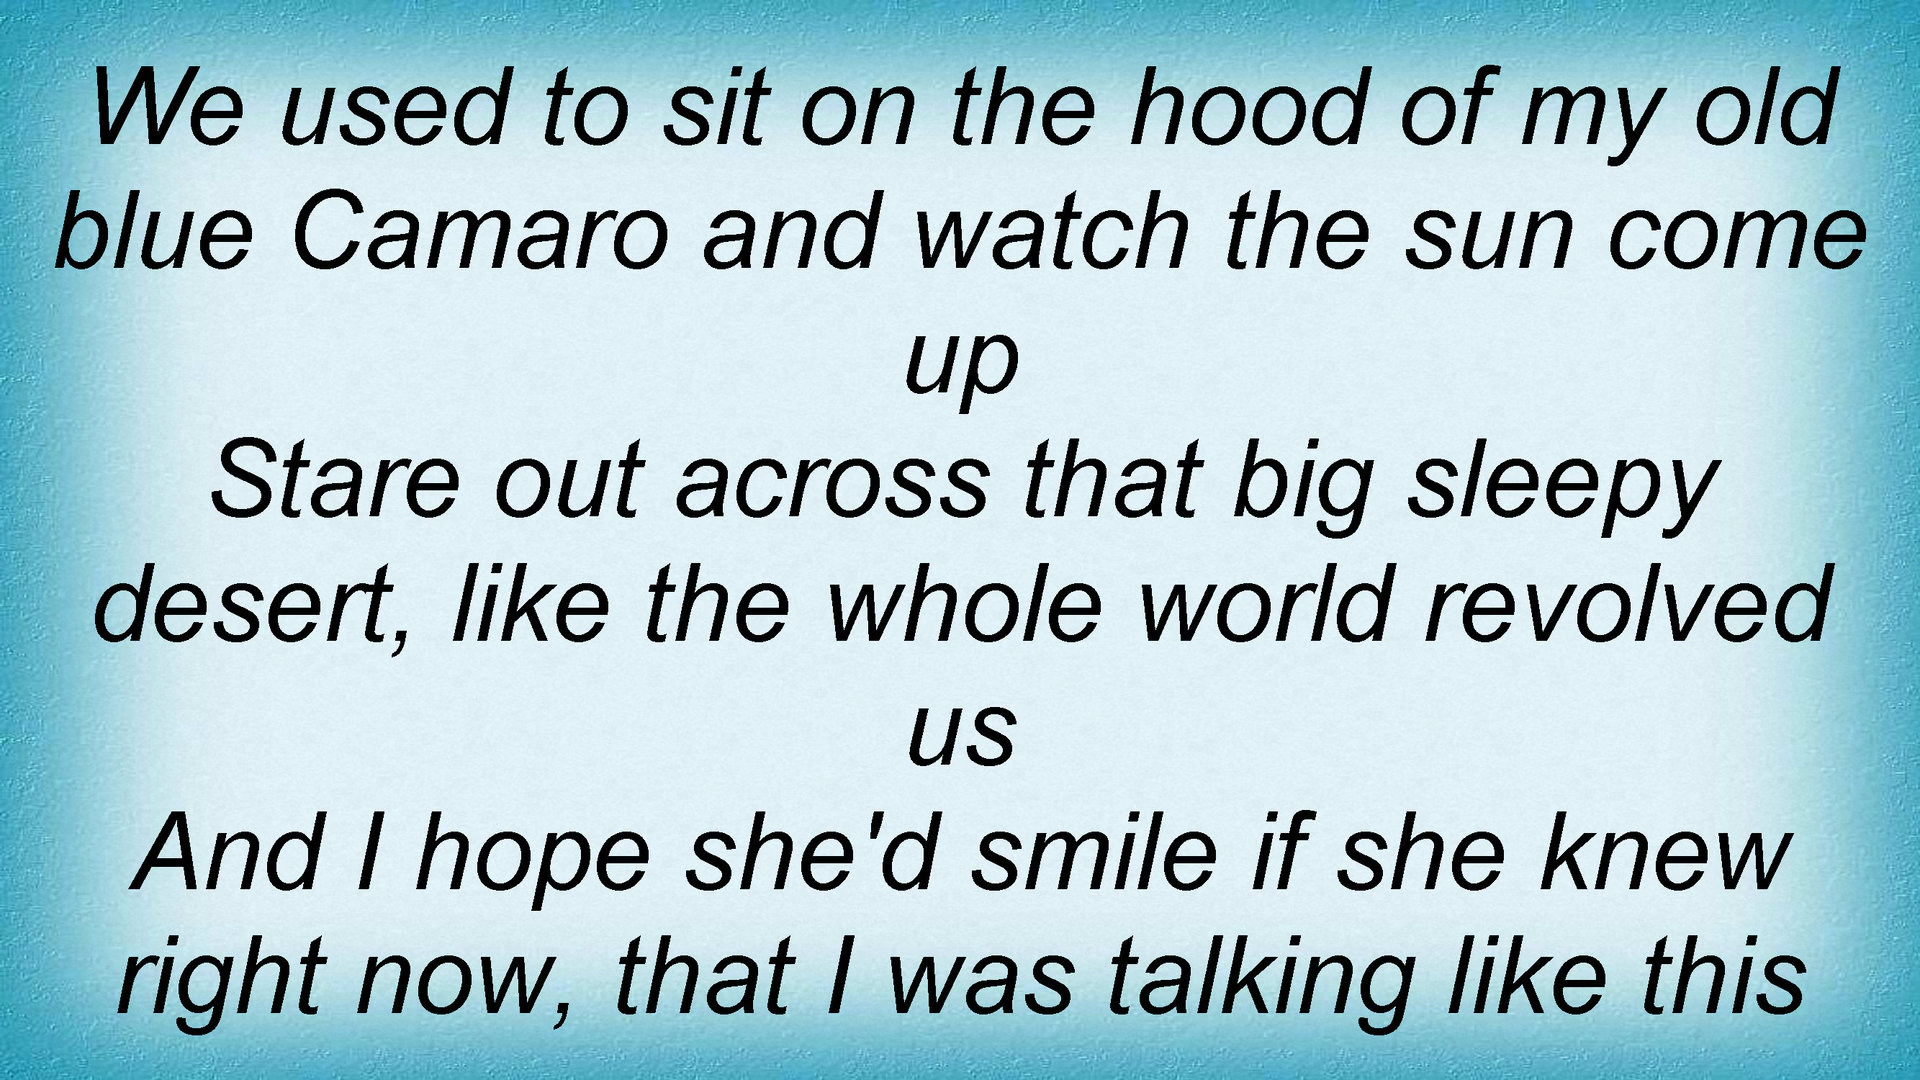 We used to sit on the hood of my old
blue Camaro and watch the sun come
up
Stare out across that big sleepy
desert, like the whole world revolved
us
And I hope she'd smile if she knew
right now, that I was talking like this